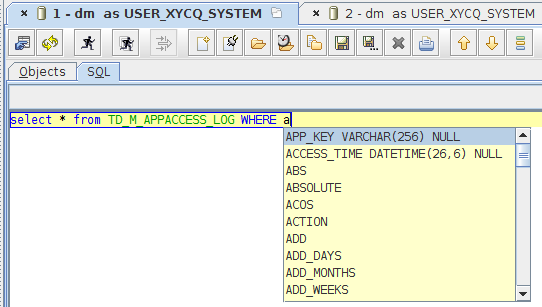 1 - dm as USER_XYCQ_SYSTEM
2 - dm as USER_XYCQ_SYSTEM
Objects
SQL
select * from TD_M_APPACCESS_LOG WHERE a
APP_KEY VARCHAR(256) NULL
ACCESS_TIME DATETIME(26,6) NULL
ABS
ABSOLUTE
ACOS
ACTION
ADD
ADD_DAYS
ADD_MONTHS
ADD_WEEKS